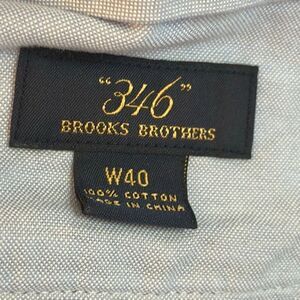 "346"
BROOKS BROTHERS
W40
100% COTTON
MADE IN CHINA